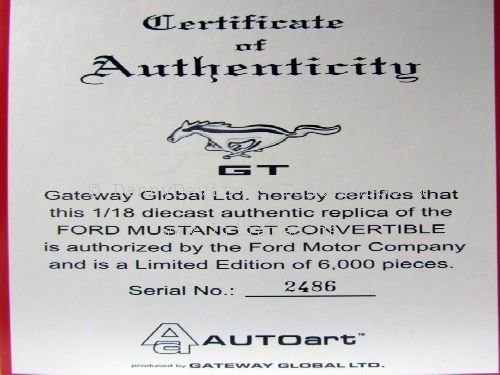 Certificate
of
Authenticity
GT
Gateway Global Ltd. hereby certifies that
this 1/18 diecast authentic replica of the
FORD MUSTANG GT CONVERTIBLE
is authorized by the Ford Motor Company
and is a Limited Edition of 6,000 pieces.
Serial No.: 2486
AUTOart™
produced by GATEWAY GLOBAL LTD.